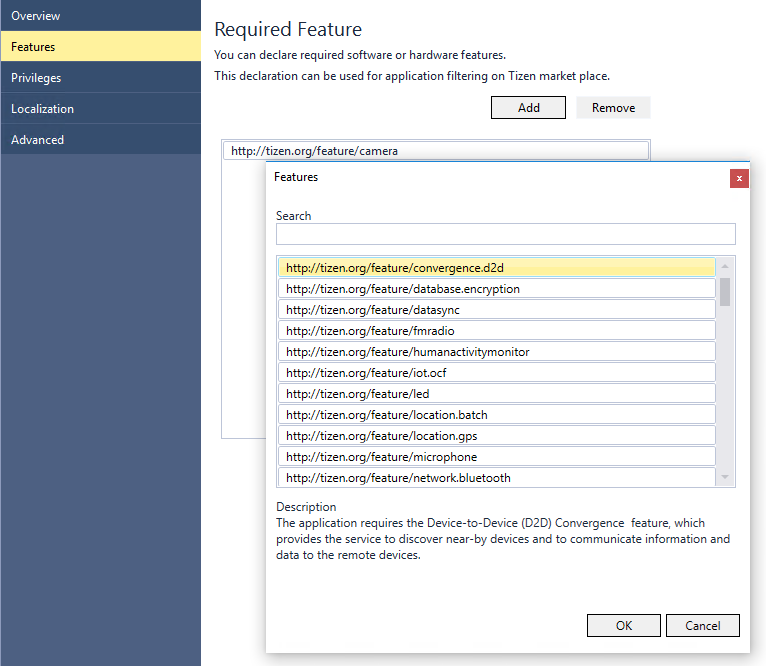 Overview
Features
Privileges
Localization
Advanced
Required Feature
You can declare required software or hardware features.
This declaration can be used for application filtering on Tizen market place.
Add
Remove
http://tizen.org/feature/camera
Features
x
Search
http://tizen.org/feature/convergence.d2d
http://tizen.org/feature/database.encryption
http://tizen.org/feature/datasync
http://tizen.org/feature/fmradio
http://tizen.org/feature/humanactivitymonitor
http://tizen.org/feature/iot.ocf
http://tizen.org/feature/led
http://tizen.org/feature/location.batch
http://tizen.org/feature/location.gps
http://tizen.org/feature/microphone
http://tizen.org/feature/network.bluetooth
Description
The application requires the Device-to-Device (D2D) Convergence  feature, which
provides the service to discover near-by devices and to communicate information and
data to the remote devices.
OK
Cancel